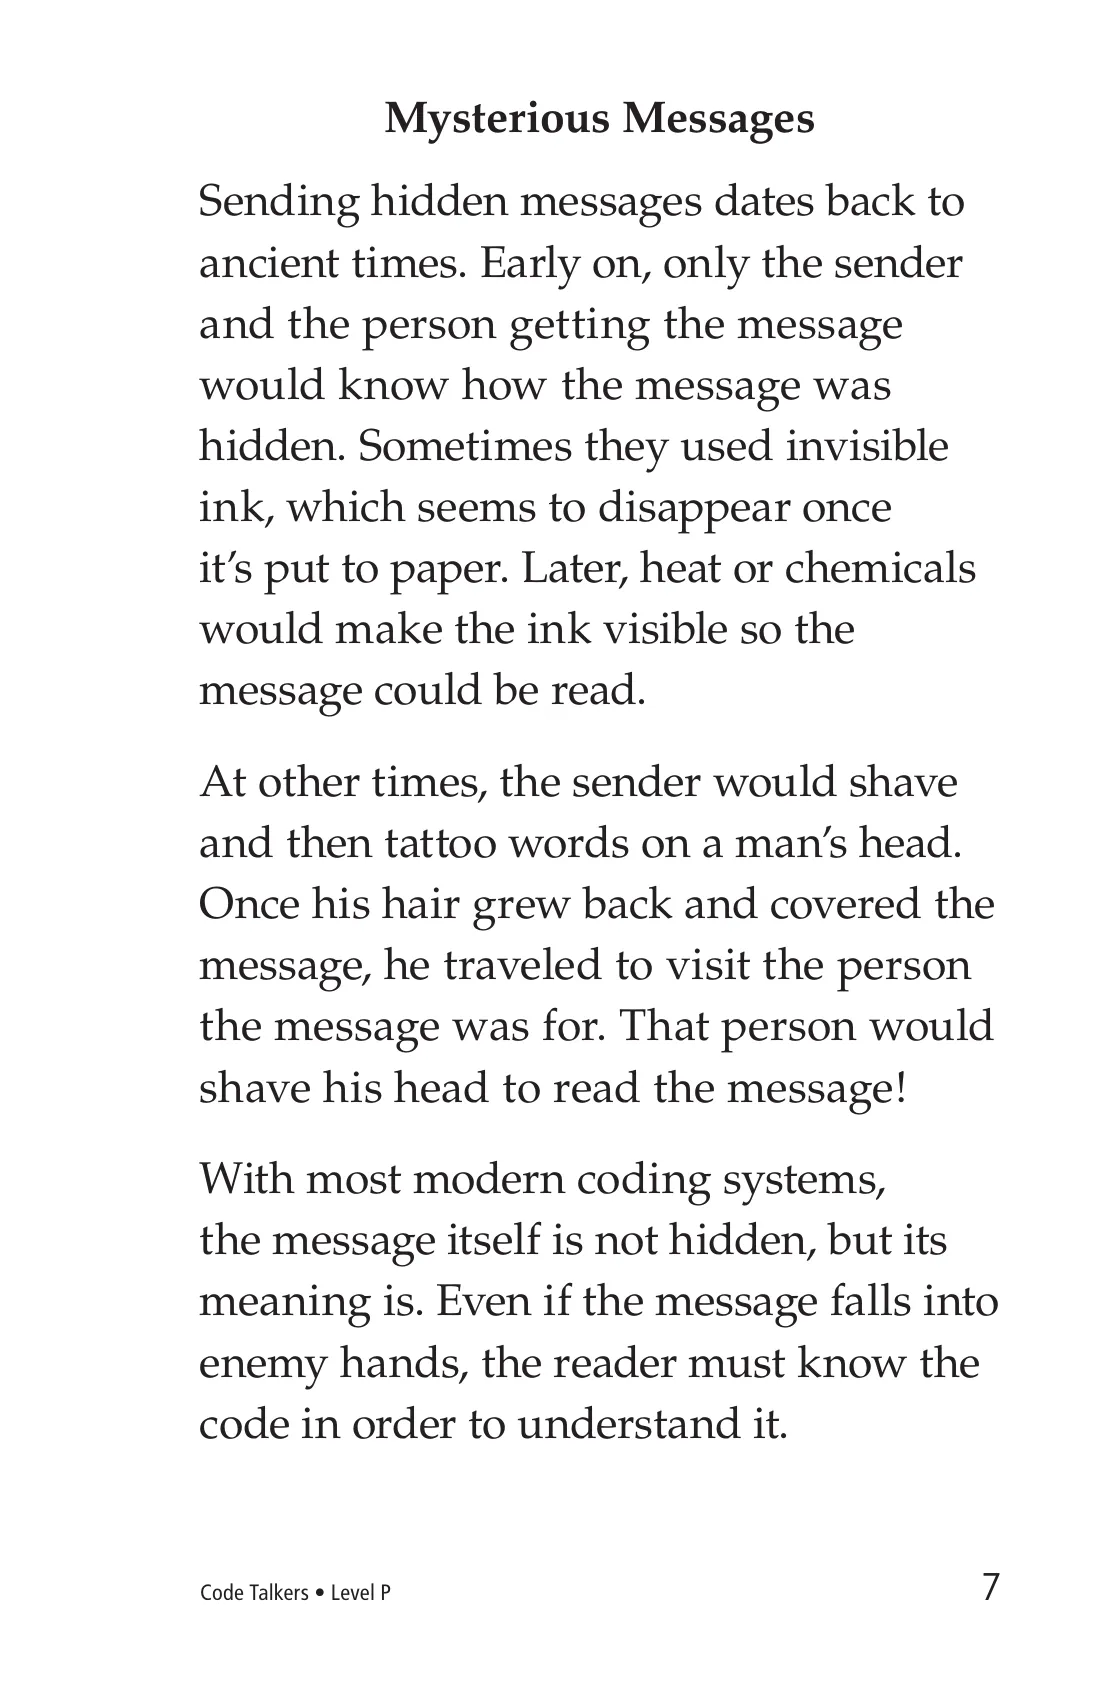 Mysterious Messages
Sending hidden messages dates back to
ancient times. Early on, only the sender
and the person getting the message
would know how the message was
hidden. Sometimes they used invisible
ink, which seems to disappear once
it’s put to paper. Later, heat or chemicals
would make the ink visible so the
message could be read.
At other times, the sender would shave
and then tattoo words on a man’s head.
Once his hair grew back and covered the
message, he traveled to visit the person
the message was for. That person would
shave his head to read the message!
With most modern coding systems,
the message itself is not hidden, but its
meaning is. Even if the message falls into
enemy hands, the reader must know the
code in order to understand it.
Code Talkers • Level P 7